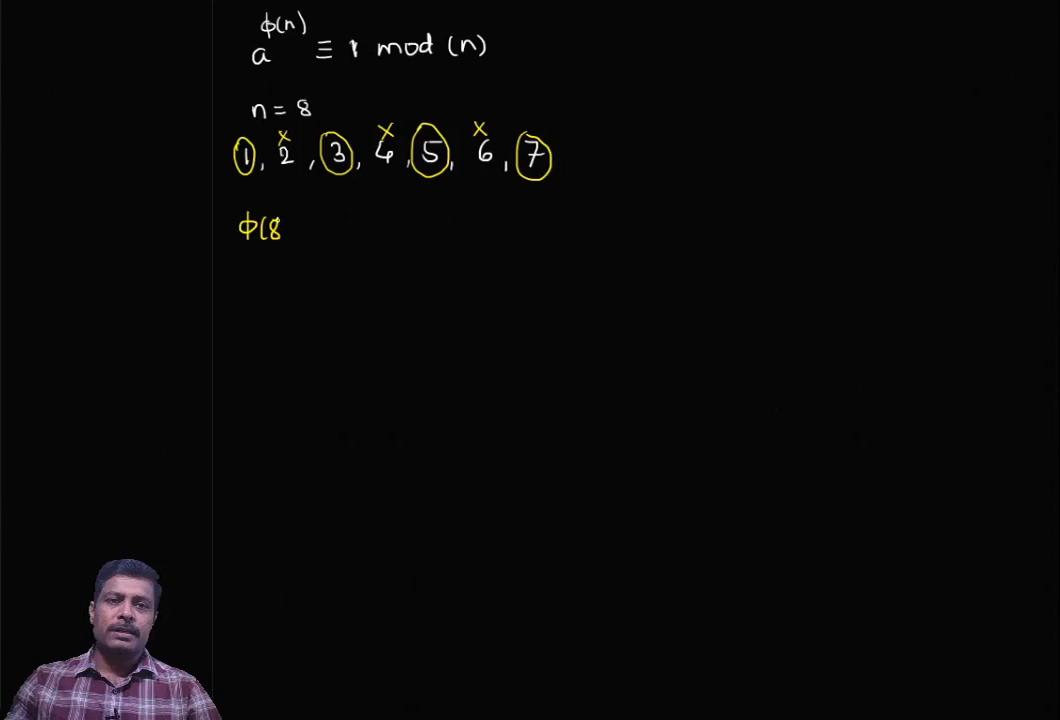 a^ϕ(n) ≡ 1 mod (n)
n = 8
1, 2, 3, 4, 5, 6, 7
ϕ(8